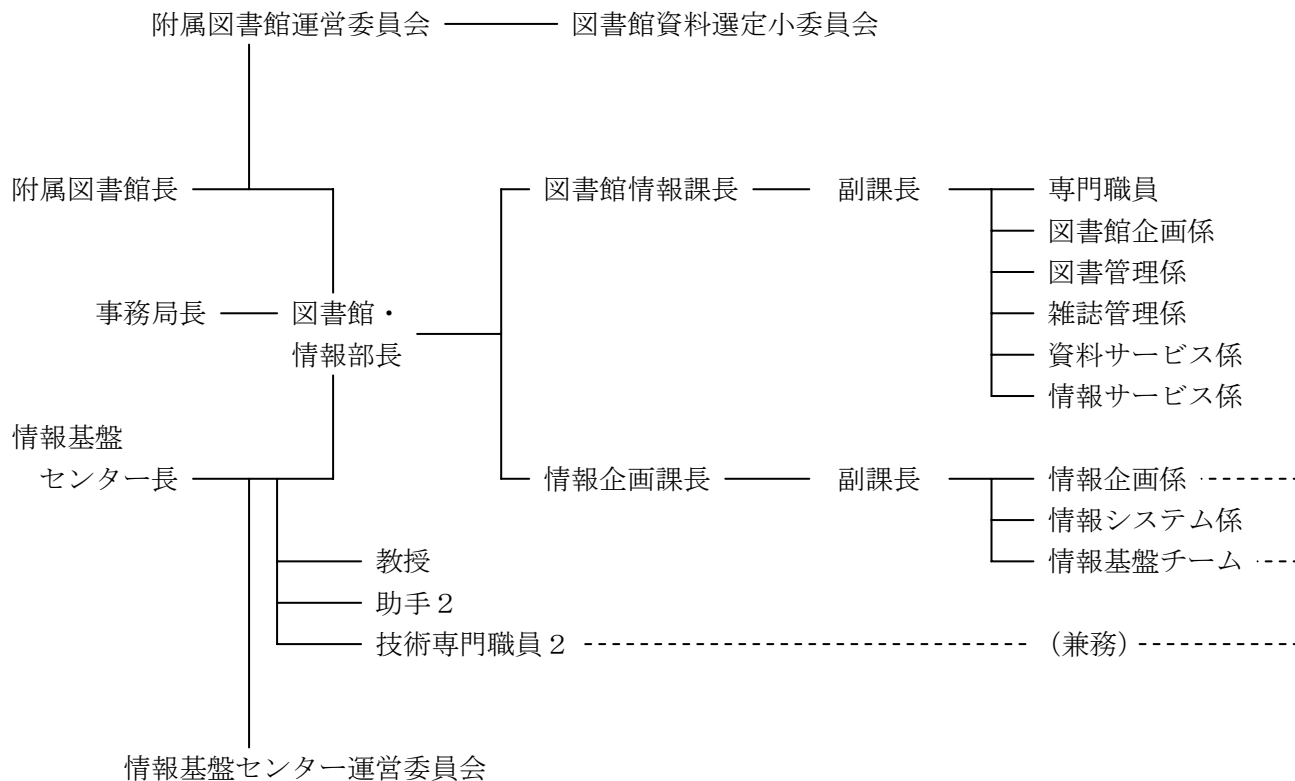 附属図書館運営委員会 図書館資料選定小委員会
附属図書館長 図書館情報課長 副課長 専門職員
図書館企画係
図書管理係
事務局長 図書館・ 雑誌管理係
情報部長 資料サービス係
情報サービス係
情報基盤
センター長 情報企画課長 副課長 情報企画係
情報システム係
教授 情報基盤チーム
助手２
技術専門職員２ (兼務)
情報基盤センター運営委員会